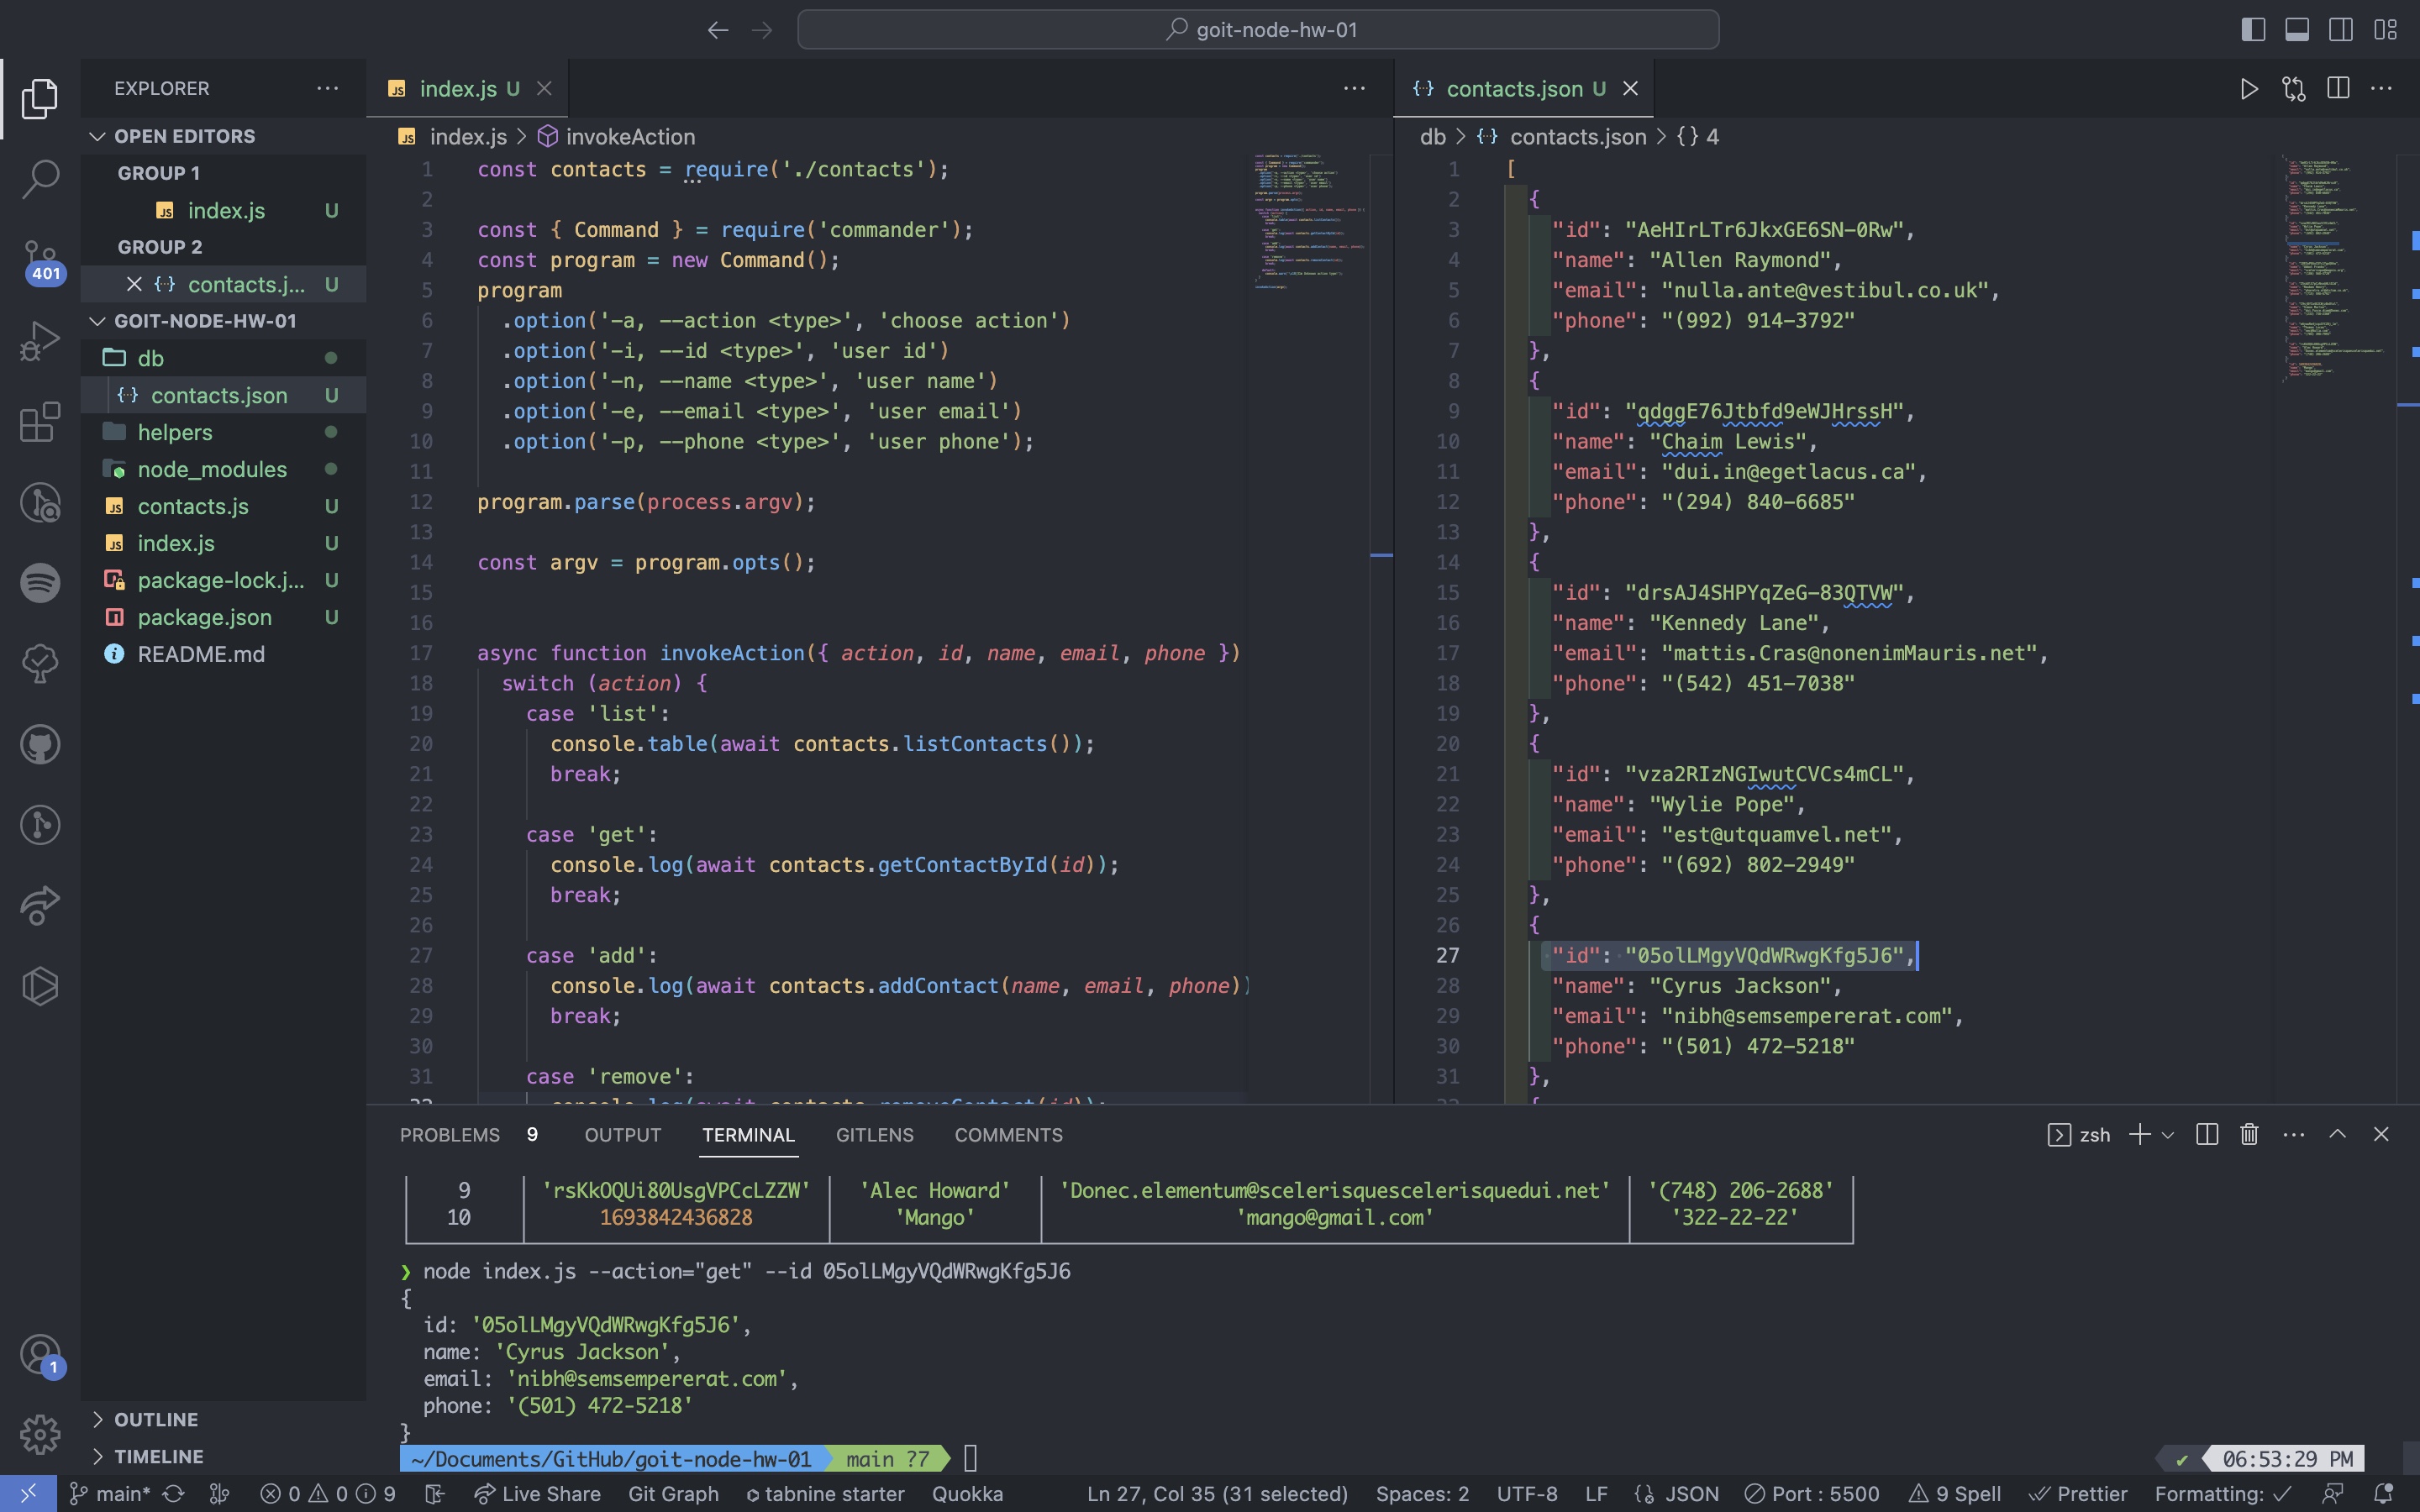 goit-node-hw-01
EXPLORER
OPEN EDITORS
GROUP 1
index.js U
GROUP 2
contacts.j... U
GOIT-NODE-HW-01
db
contacts.json U
helpers
node_modules
contacts.js U
index.js U
package-lock.j... U
package.json U
README.md
OUTLINE
TIMELINE
401
1
index.js U
index.js > invokeAction
1 const contacts = require('./contacts');
2
3 const { Command } = require('commander');
4 const program = new Command();
5 program
6 .option('-a, --action <type>', 'choose action')
7 .option('-i, --id <type>', 'user id')
8 .option('-n, --name <type>', 'user name')
9 .option('-e, --email <type>', 'user email')
10 .option('-p, --phone <type>', 'user phone');
11
12 program.parse(process.argv);
13
14 const argv = program.opts();
15
16
17 async function invokeAction({ action, id, name, email, phone })
18 switch (action) {
19 case 'list':
20 console.table(await contacts.listContacts());
21 break;
22
23 case 'get':
24 console.log(await contacts.getContactById(id));
25 break;
26
27 case 'add':
28 console.log(await contacts.addContact(name, email, phone))
29 break;
30
31 case 'remove':
32 console.log(await contacts.removeContact(id));
contacts.json U
db > contacts.json > {} 4
1 [
2 {
3 "id": "AeHIrLTr6JkxGE6SN-0Rw",
4 "name": "Allen Raymond",
5 "email": "nulla.ante@vestibul.co.uk",
6 "phone": "(992) 914-3792"
7 },
8 {
9 "id": "qdggE76Jtbfd9eWJHrssH",
10 "name": "Chaim Lewis",
11 "email": "dui.in@egetlacus.ca",
12 "phone": "(294) 840-6685"
13 },
14 {
15 "id": "drsAJ4SHPYqZeG-83QTVW",
16 "name": "Kennedy Lane",
17 "email": "mattis.Cras@nonenimMauris.net",
18 "phone": "(542) 451-7038"
19 },
20 {
21 "id": "vza2RIzNGIwutCVCs4mCL",
22 "name": "Wylie Pope",
23 "email": "est@utquamvel.net",
24 "phone": "(692) 802-2949"
25 },
26 {
27 "id": "05olLMgyVQdWRwgKfg5J6",
28 "name": "Cyrus Jackson",
29 "email": "nibh@semsempererat.com",
30 "phone": "(501) 472-5218"
31 },
32 {
PROBLEMS 9 OUTPUT TERMINAL GITLENS COMMENTS
zsh
9 'rsKkOQUi80UsgVPCcLZZW' 'Alec Howard' 'Donec.elementum@scelerisquescelerisquedui.net' '(748) 206-2688'
10 1693842436828 'Mango' 'mango@gmail.com' '322-22-22'
❯ node index.js --action="get" --id 05olLMgyVQdWRwgKfg5J6
{
id: '05olLMgyVQdWRwgKfg5J6',
name: 'Cyrus Jackson',
email: 'nibh@semsempererat.com',
phone: '(501) 472-5218'
}
~/Documents/GitHub/goit-node-hw-01 main ?7 ✔ 06:53:29 PM
main* 0 0 9 Live Share Git Graph tabnine starter Quokka Ln 27, Col 35 (31 selected) Spaces: 2 UTF-8 LF JSON Port : 5500 9 Spell Prettier Formatting: ✓